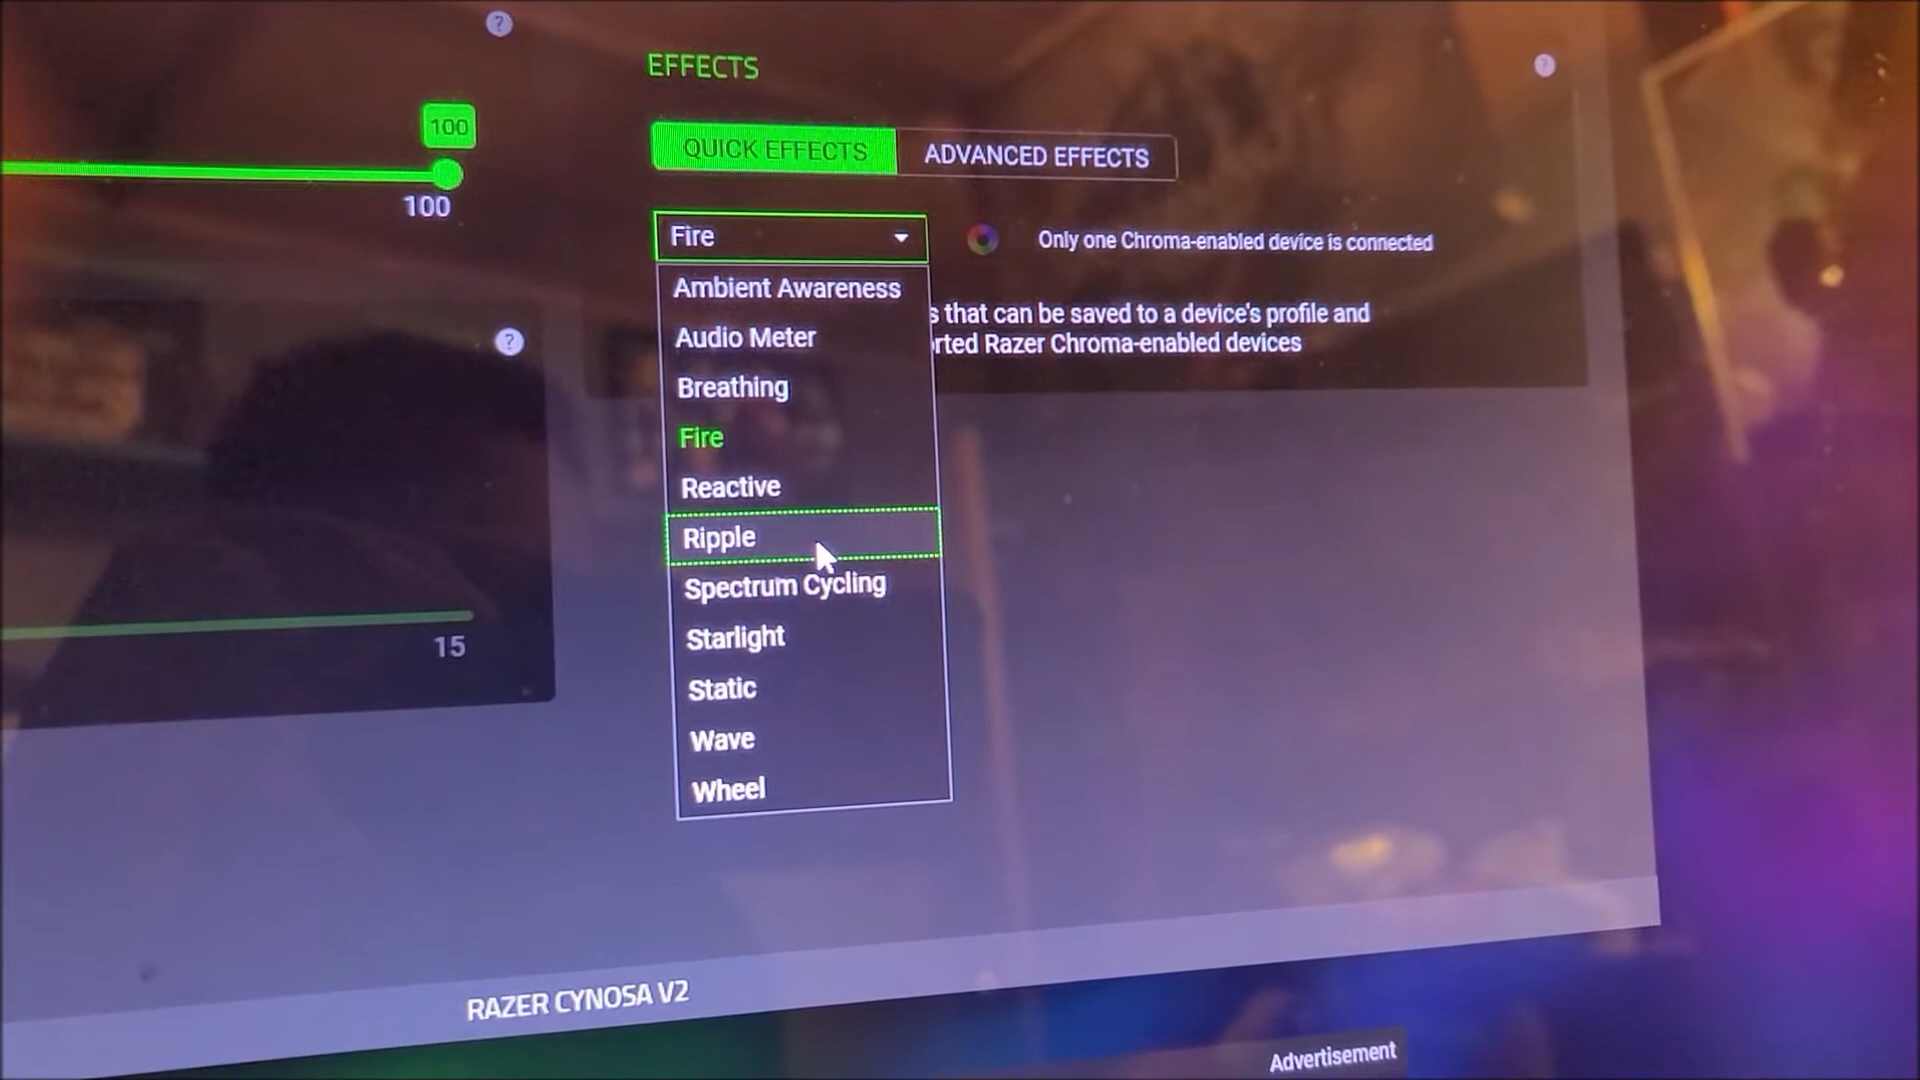 ?
EFFECTS
?
100
100
QUICK EFFECTS
ADVANCED EFFECTS
Fire
Only one Chroma-enabled device is connected
s that can be saved to a device's profile and
rted Razer Chroma-enabled devices
?
Ambient Awareness
Audio Meter
Breathing
Fire
Reactive
Ripple
Spectrum Cycling
Starlight
Static
Wave
Wheel
15
RAZER CYNOSA V2
Advertisement